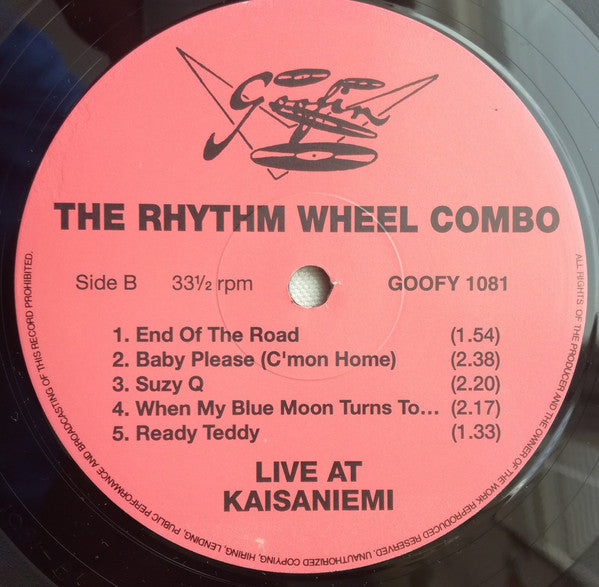 Goofin
THE RHYTHM WHEEL COMBO
Side B 33½ rpm GOOFY 1081
1. End Of The Road (1.54)
2. Baby Please (C'mon Home) (2.38)
3. Suzy Q (2.20)
4. When My Blue Moon Turns To... (2.17)
5. Ready Teddy (1.33)
LIVE AT
KAISANIEMI
ALL RIGHTS OF THE PRODUCER AND THE OWNER OF THE WORK REPRODUCED RESERVED. UNAUTHORIZED COPYING, HIRING, LENDING, PUBLIC PERFORMANCE AND BROADCASTING OF THIS RECORD PROHIBITED.